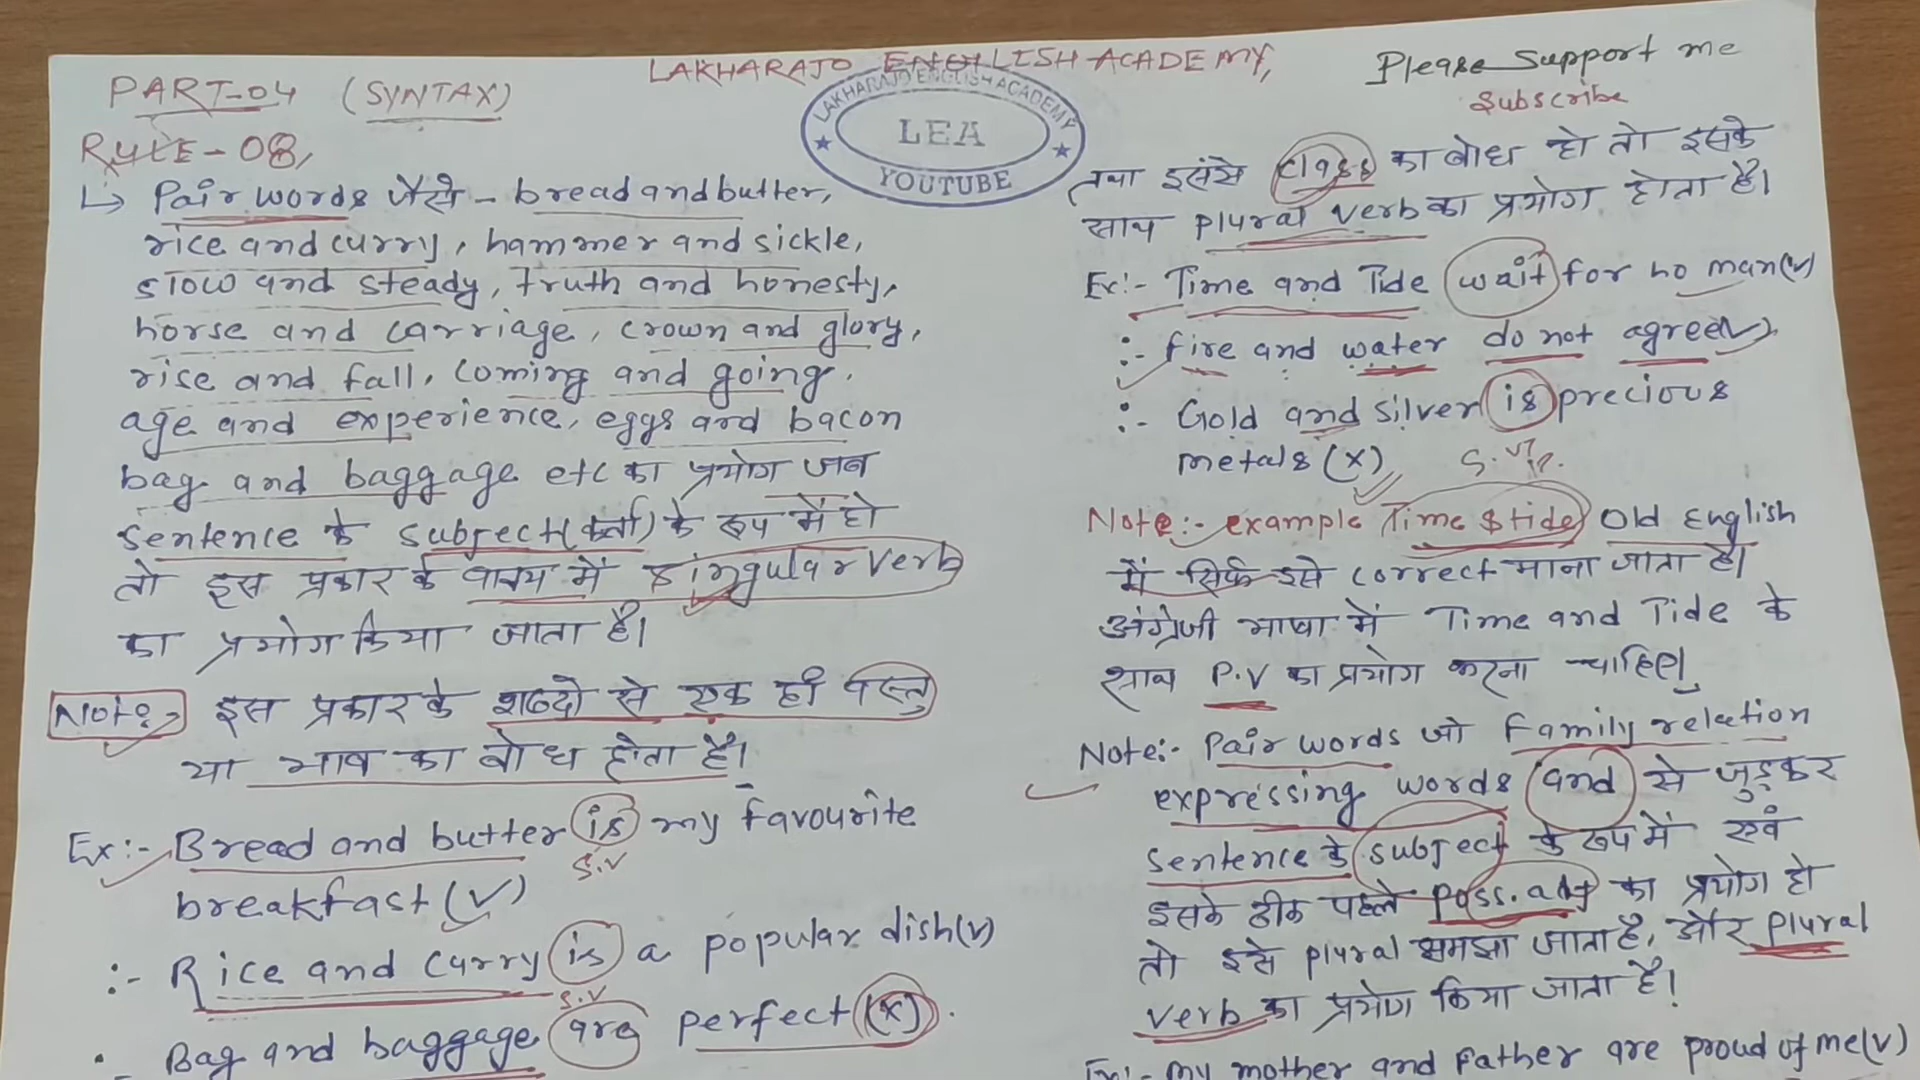 LAKHARAJO ENGLISH ACADEMY,
Please Support me
Subscribe
LAKHARAJO ENGLISH ACADEMY
LEA
YOUTUBE
PART-04 (SYNTAX)
RULE-08,
↳ Pair words जैसे - bread and butter,
rice and curry, hammer and sickle,
slow and steady, truth and honesty,
horse and carriage, crown and glory,
rise and fall, coming and going,
age and experience, eggs and bacon
bag and baggage etc का प्रयोग जब
sentence के subject (कर्ता) के रूप में हो
तो इस प्रकार के वाक्य में singular verb
का प्रयोग किया जाता है।
Note:- इस प्रकार के शब्दो से एक ही वस्तु
या भाव का बोध होता है।
Ex:- Bread and butter is my favourite
S.V
breakfast (V)
:- Rice and curry is a popular dish (V)
S.V
:- Bag and baggage are perfect (X).
तथा इससे class का बोध हो तो इसके
साथ plural verb का प्रयोग होता है।
Ex:- Time and Tide wait for no man (V)
:- fire and water do not agree (V),
:- Gold and silver is precious
metals (X), S.V
Note:- example Time & tide Old English
में सिर्फ इसे correct माना जाता है।
अंग्रेजी भाषा में Time and Tide के
साथ P.V का प्रयोग करना चाहिए।
Note:- Pair words जो family relation
expressing words and से जुड़कर
sentence के subject के रूप में एवं
इसके ठीक पहले Poss. adj का प्रयोग हो
तो इसे plural समझा जाता है, और plural
verb का प्रयोग किया जाता है।
Ex:- my mother and father are proud of me (V)